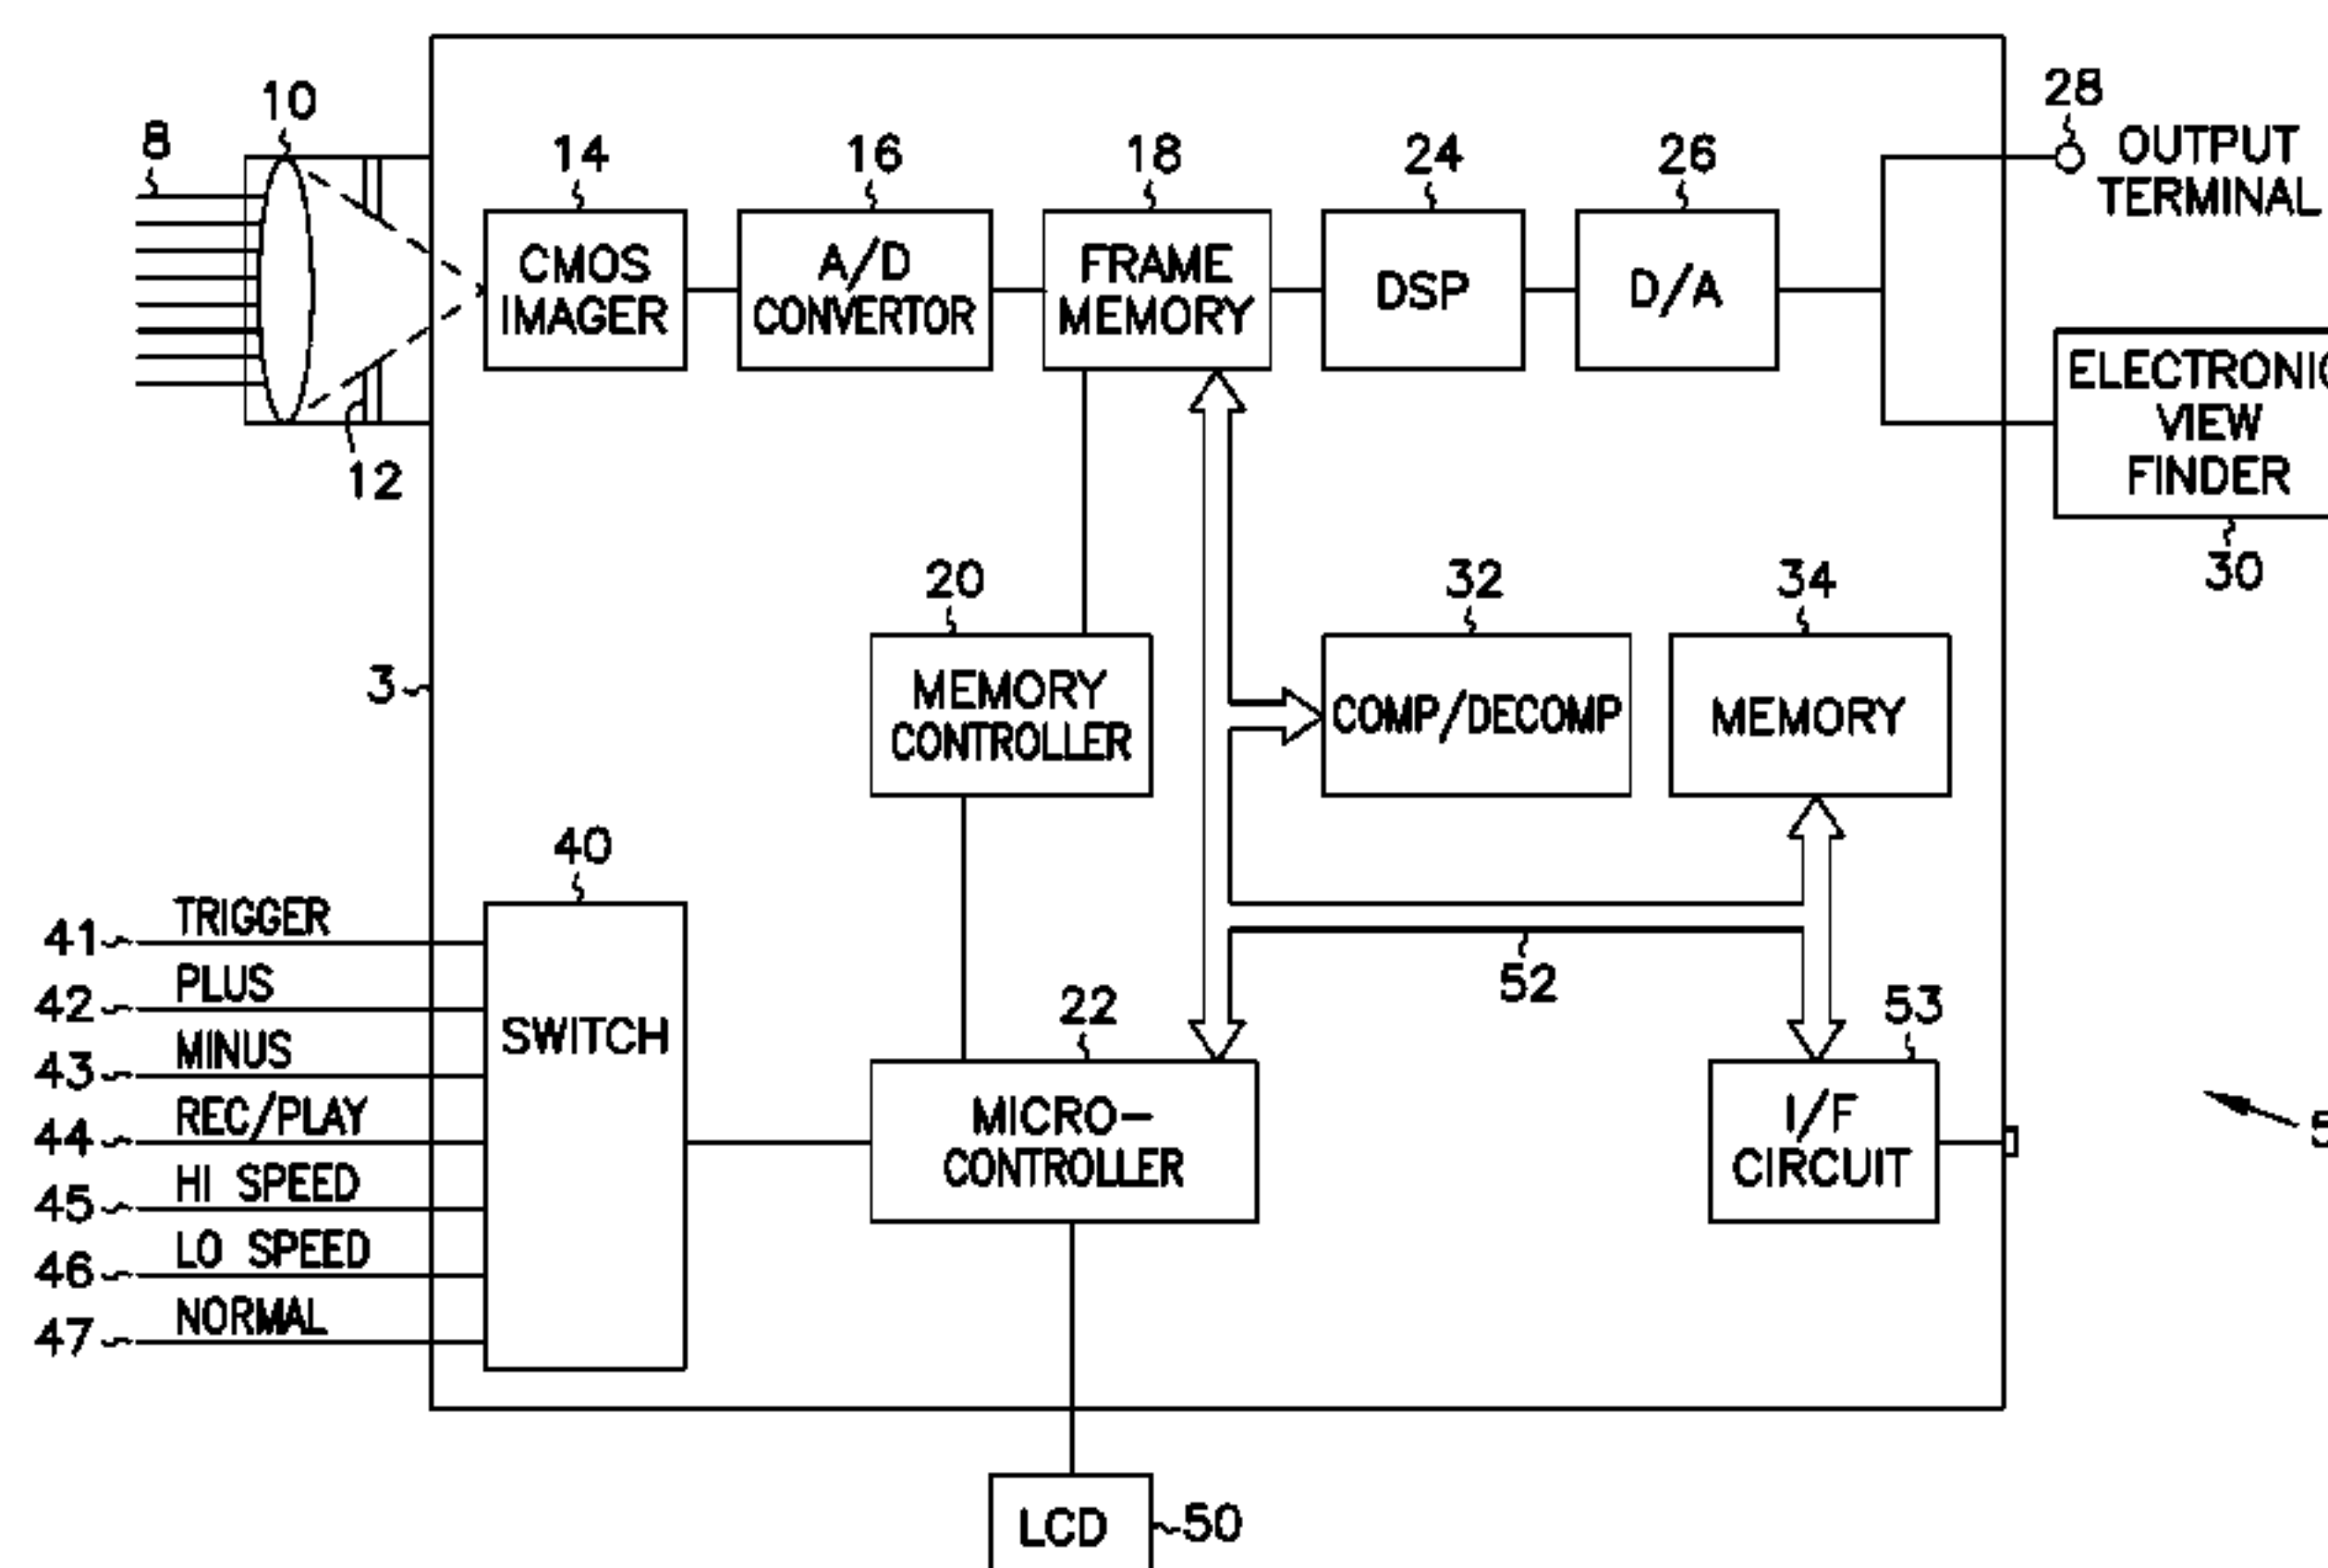 10
8
14
16
18
24
26
28
OUTPUT
TERMINAL
CMOS
IMAGER
A/D
CONVERTOR
FRAME
MEMORY
DSP
D/A
ELECTRONIC
VIEW
FINDER
12
30
20
32
34
3
MEMORY
CONTROLLER
COMP/DECOMP
MEMORY
40
41
TRIGGER
42
PLUS
43
MINUS
44
REC/PLAY
45
HI SPEED
46
LO SPEED
47
NORMAL
SWITCH
52
22
53
MICRO-
CONTROLLER
I/F
CIRCUIT
5
LCD
50